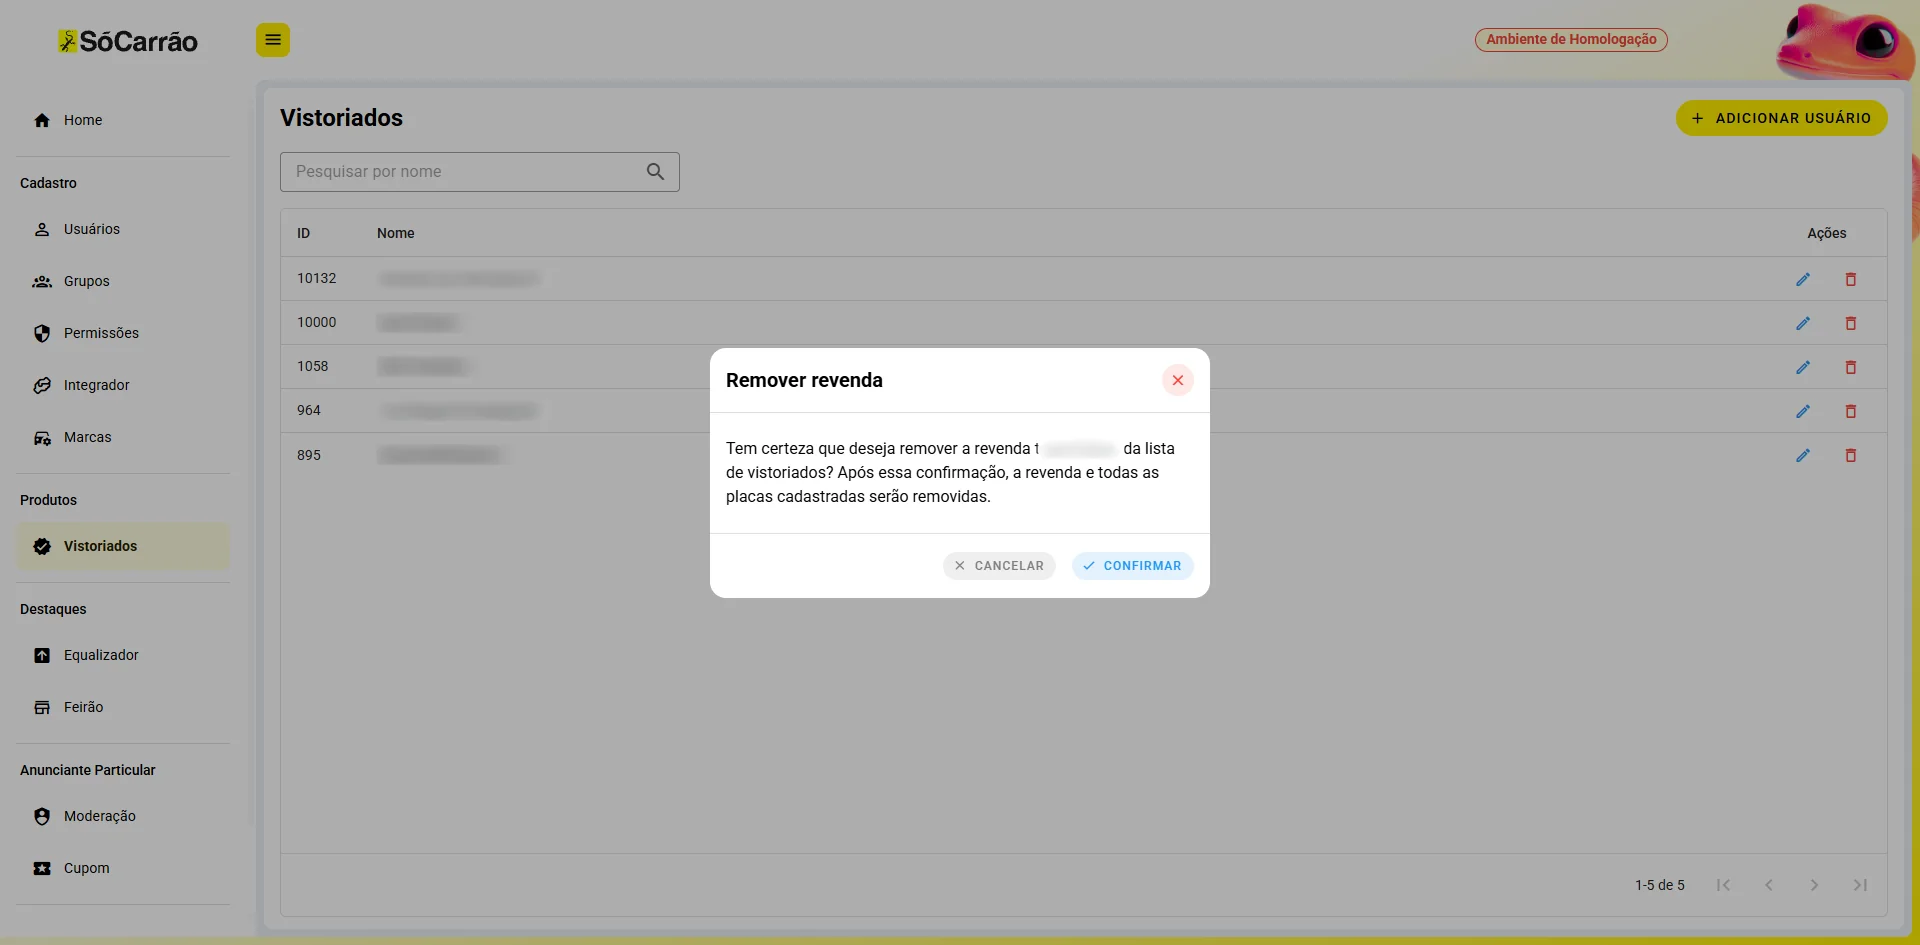 SóCarrão
Ambiente de Homologação
Home
Cadastro
Usuários
Grupos
Permissões
Integrador
Marcas
Produtos
Vistoriados
Destaques
Equalizador
Feirão
Anunciante Particular
Moderação
Cupom
Vistoriados
ADICIONAR USUÁRIO
Pesquisar por nome
ID Nome Ações
10132
10000
1058
964
895
Remover revenda
Tem certeza que deseja remover a revenda t da lista
de vistoriados? Após essa confirmação, a revenda e todas as
placas cadastradas serão removidas.
CANCELAR CONFIRMAR
1-5 de 5